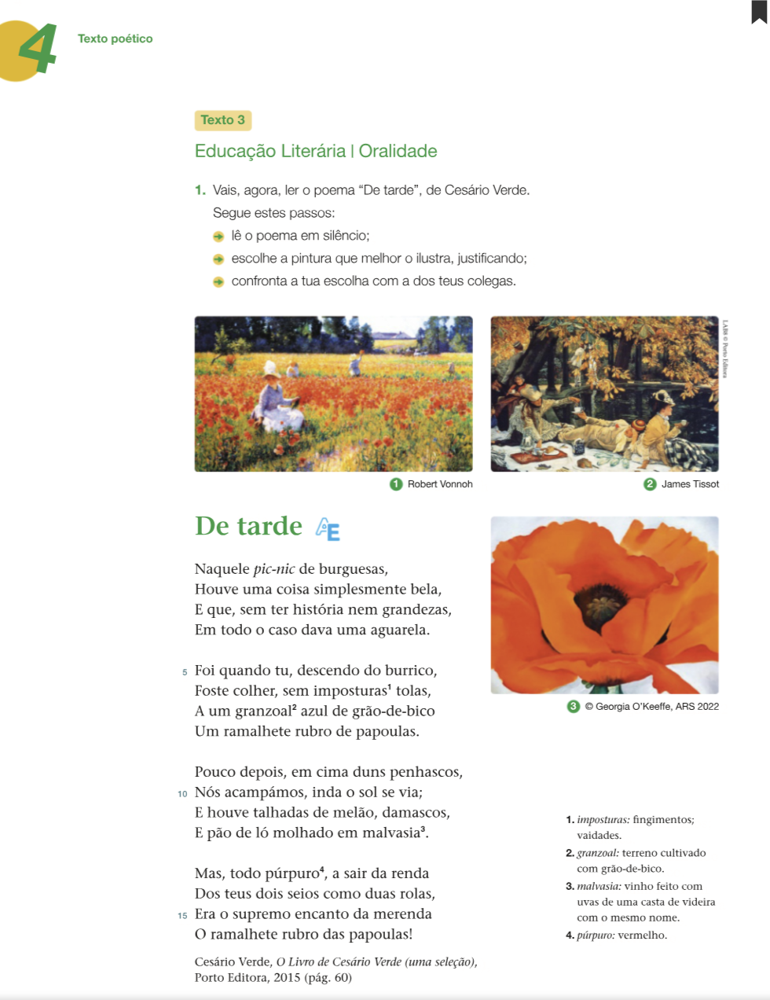 4
Texto poético
Texto 3
Educação Literária | Oralidade
1. Vais, agora, ler o poema “De tarde”, de Cesário Verde.
Segue estes passos:
lê o poema em silêncio;
escolhe a pintura que melhor o ilustra, justificando;
confronta a tua escolha com a dos teus colegas.
LAB8 © Porto Editora
1 Robert Vonnoh
2 James Tissot
De tarde AE
Naquele pic-nic de burguesas,
Houve uma coisa simplesmente bela,
E que, sem ter história nem grandezas,
Em todo o caso dava uma aguarela.
5 Foi quando tu, descendo do burrico,
Foste colher, sem imposturas¹ tolas,
A um granzoal² azul de grão-de-bico
Um ramalhete rubro de papoulas.
3 © Georgia O’Keeffe, ARS 2022
Pouco depois, em cima duns penhascos,
10 Nós acampámos, inda o sol se via;
E houve talhadas de melão, damascos,
E pão de ló molhado em malvasia³.
Mas, todo púrpuro⁴, a sair da renda
Dos teus dois seios como duas rolas,
15 Era o supremo encanto da merenda
O ramalhete rubro das papoulas!
Cesário Verde, O Livro de Cesário Verde (uma seleção),
Porto Editora, 2015 (pág. 60)
1. imposturas: fingimentos;
vaidades.
2. granzoal: terreno cultivado
com grão-de-bico.
3. malvasia: vinho feito com
uvas de uma casta de videira
com o mesmo nome.
4. púrpuro: vermelho.